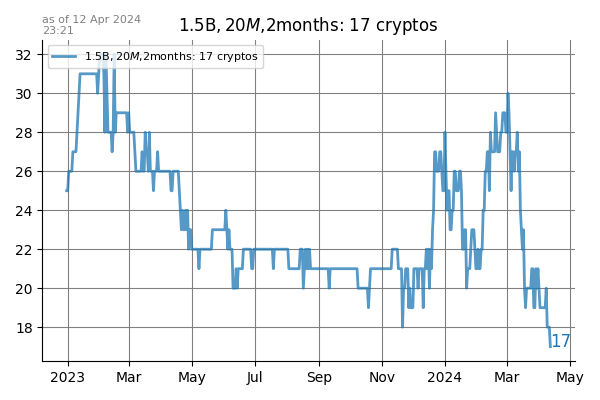 as of 12 Apr 2024
23:21
1.5B, 20M,2months: 17 cryptos
1.5B, 20M,2months: 17 cryptos
32
30
28
26
24
22
20
18
17
2023 Mar May Jul Sep Nov 2024 Mar May